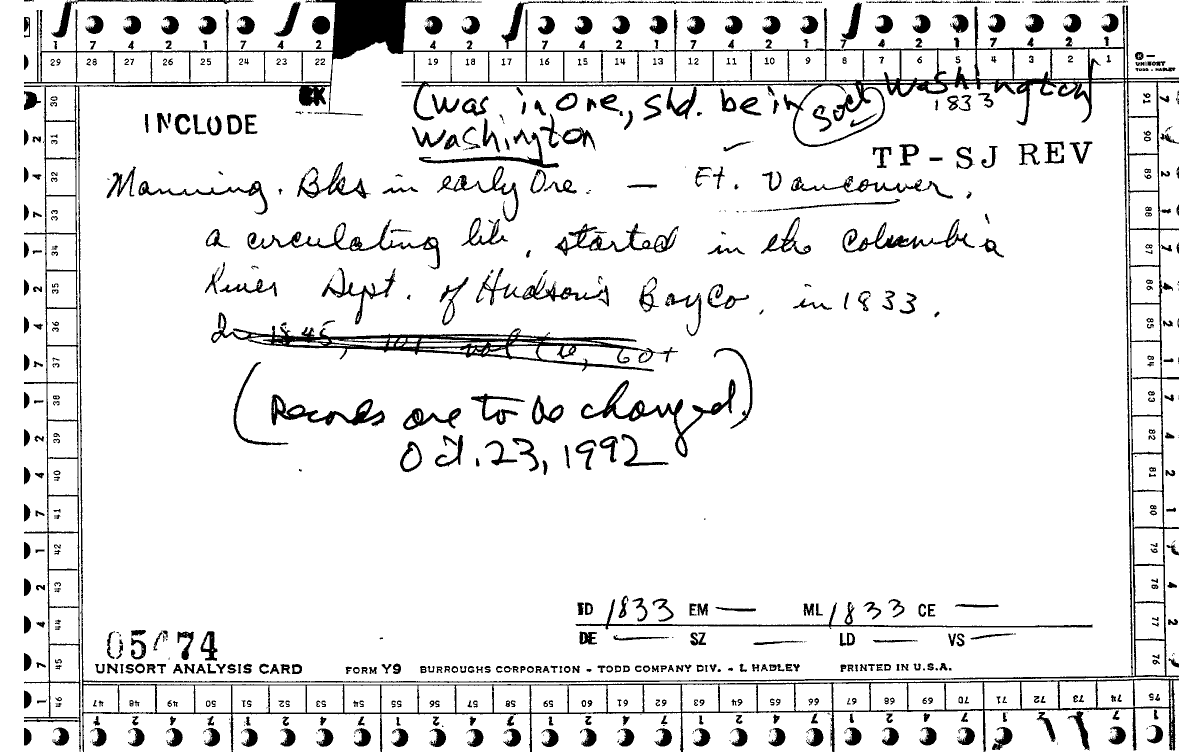 7 4 2 1 7 4 2 4 2 1 7 4 2 1 7 4 2 1 7 4 2 1 7 4 2 1
29 28 27 26 25 24 23 22 19 18 17 16 15 14 13 12 11 10 9 8 7 6 5 4 3 2 1
UNISORT
TODD - HADLEY
CK
(was in Ore., shd. be in Socl Washington
1833
INCLUDE
Washington
TP-SJ REV
Manning. Bks in early Ore. — Ft. Vancouver,
a circulating lib, started in the Columbia
River Dept. of Hudson's Bay Co, in 1833.
In 1845, 101 vol 60+
(Records are to be changed.)
Oct. 23, 1992
TD 1833 EM — ML 1833 CE —
DE — SZ — LD — VS —
05 74
UNISORT ANALYSIS CARD FORM Y9 BURROUGHS CORPORATION - TODD COMPANY DIV. - L HADLEY PRINTED IN U.S.A.
30 31 32 33 34 35 36 37 38 39 40 41 42 43 44 45 46
91 90 89 88 87 86 85 84 83 82 81 80 79 78 77 76
47 48 49 50 51 52 53 54 55 56 57 58 59 60 61 62 63 64 65 66 67 68 69 70 71 72 73 74 75